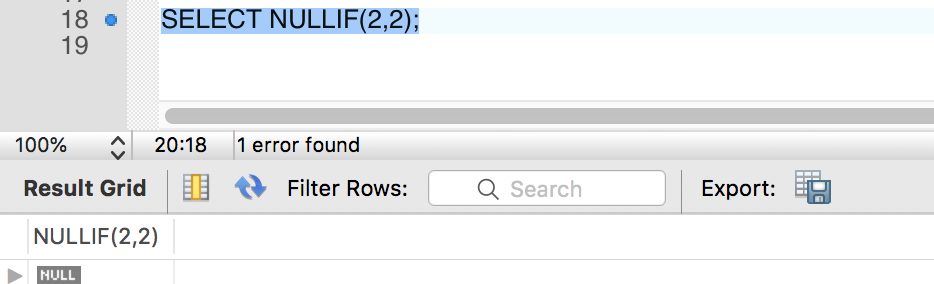 18 SELECT NULLIF(2,2);
19
100% 20:18 1 error found
Result Grid Filter Rows: Search Export:
NULLIF(2,2)
NULL